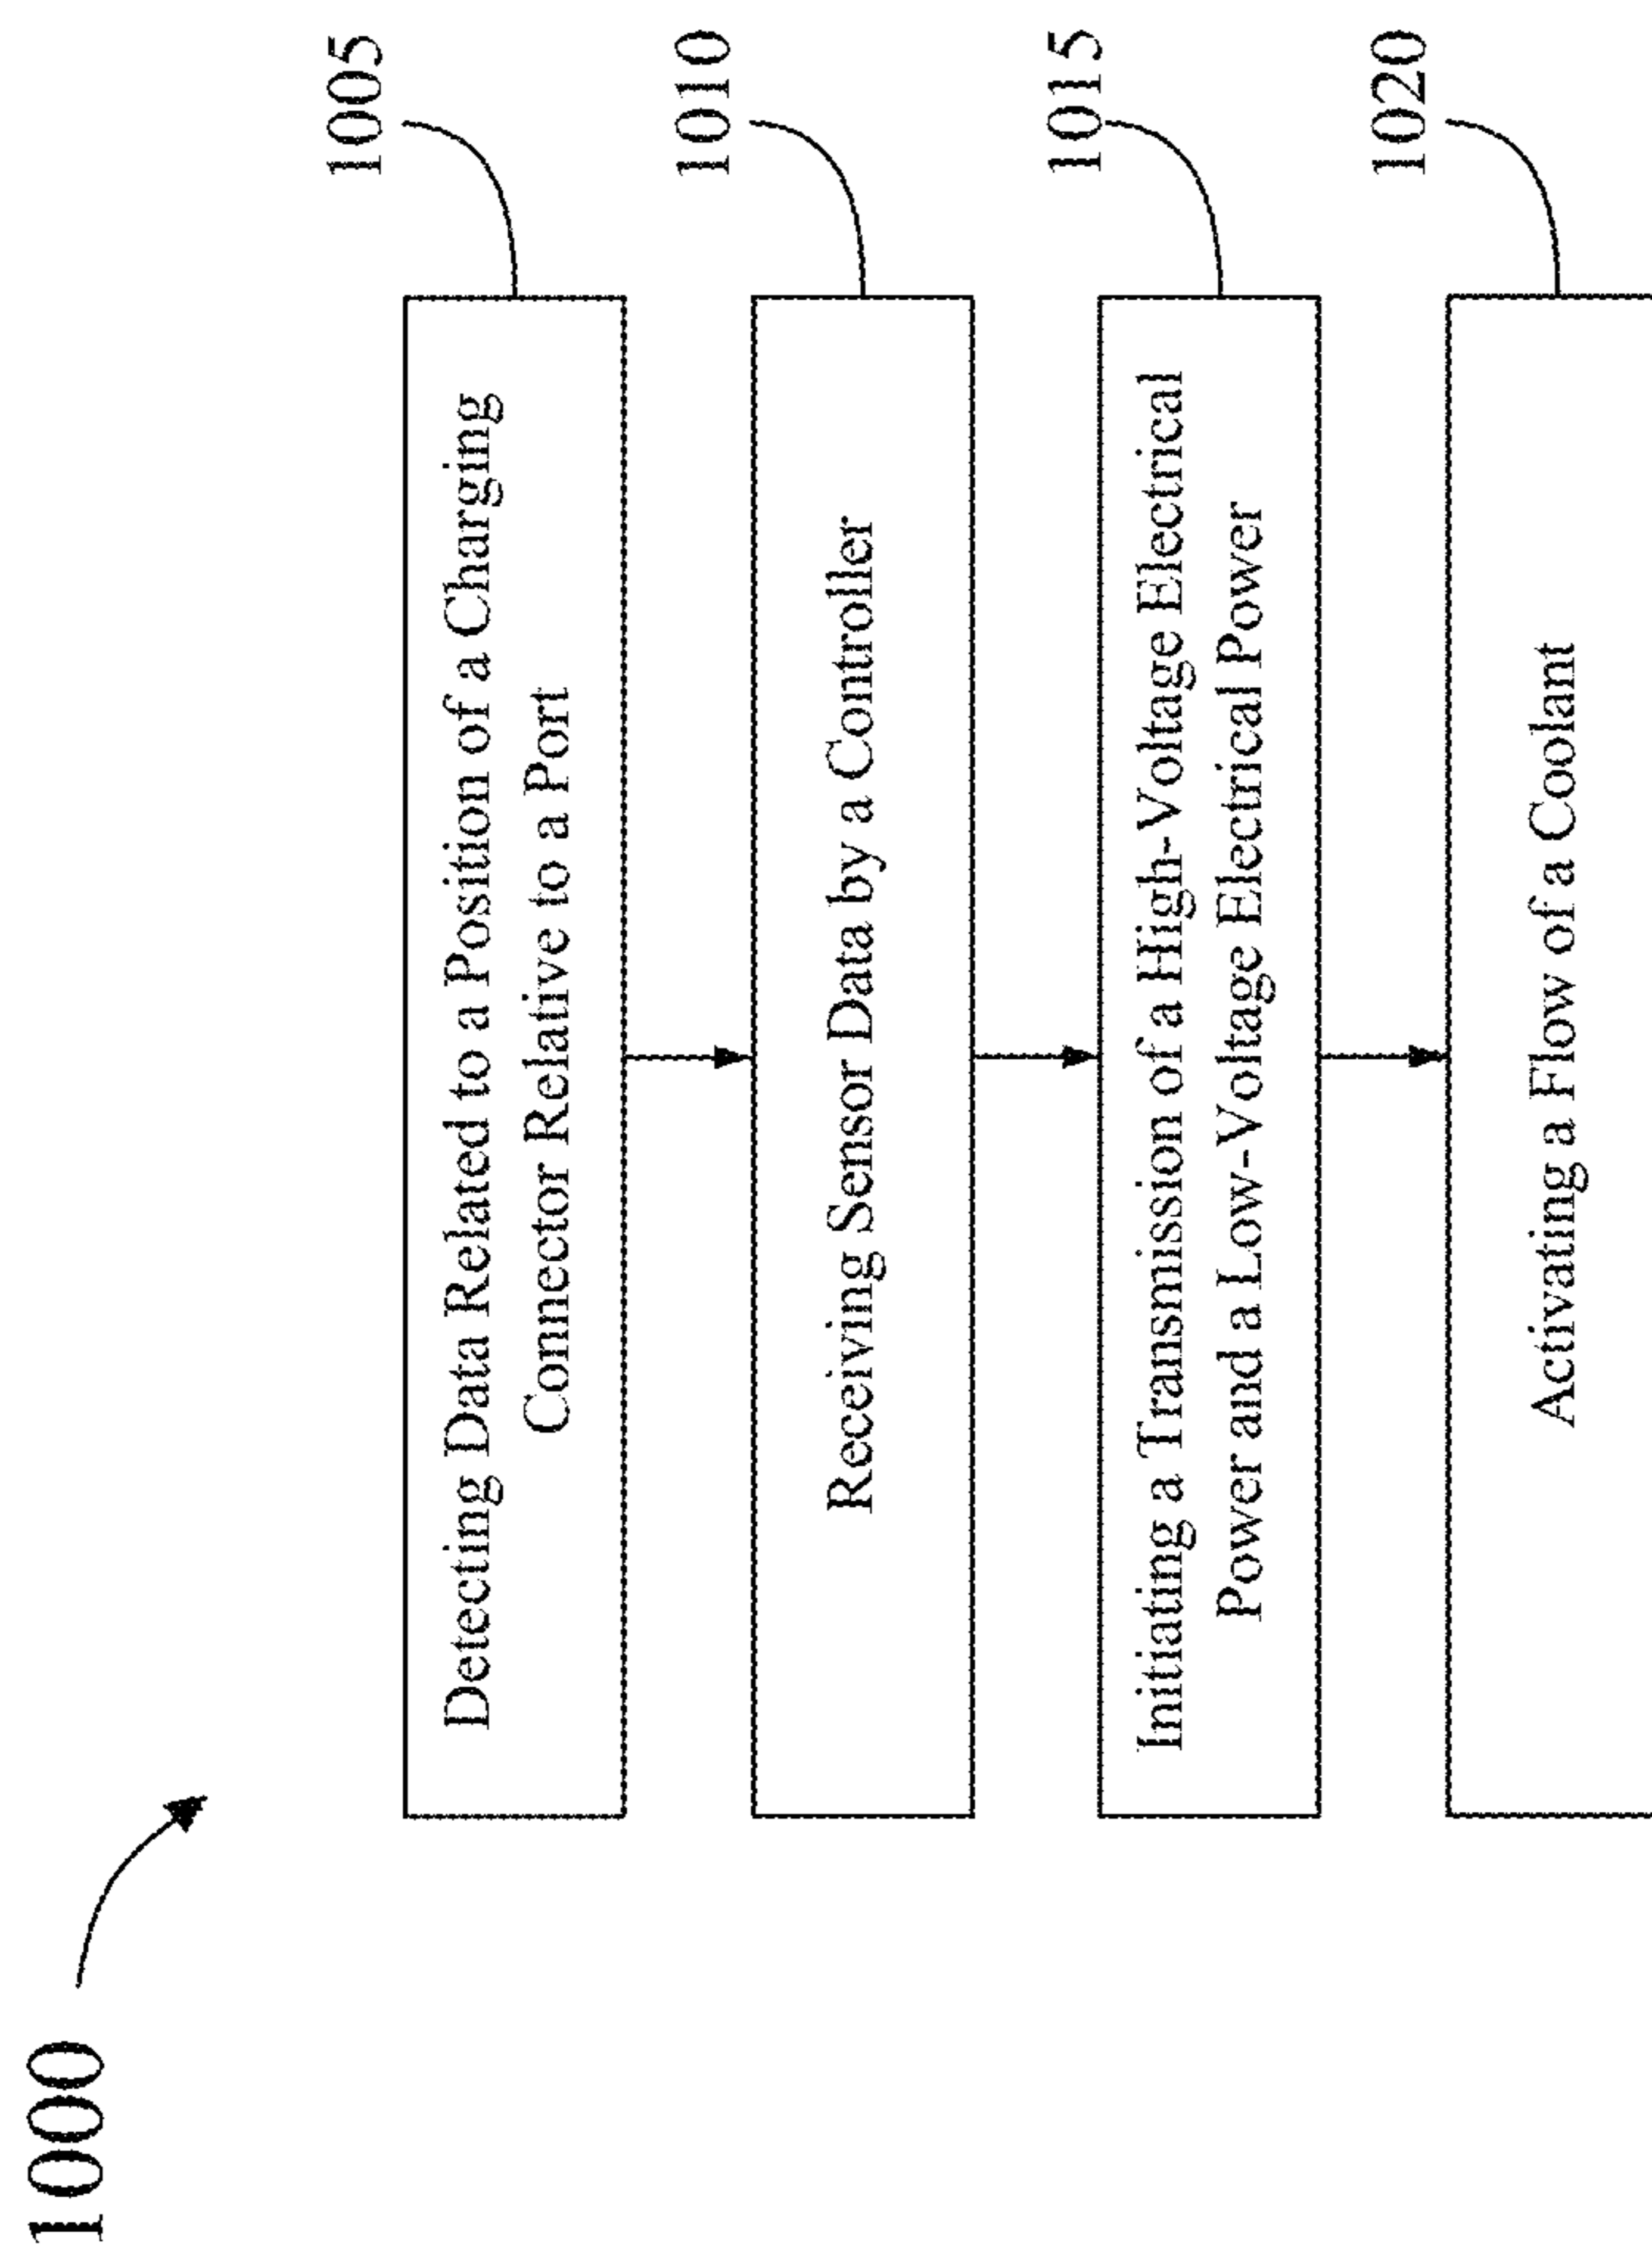 1000
Detecting Data Related to a Position of a Charging
Connector Relative to a Port
1005
Receiving Sensor Data by a Controller
1010
Initiating a Transmission of a High-Voltage Electrical
Power and a Low-Voltage Electrical Power
1015
Activating a Flow of a Coolant
1020